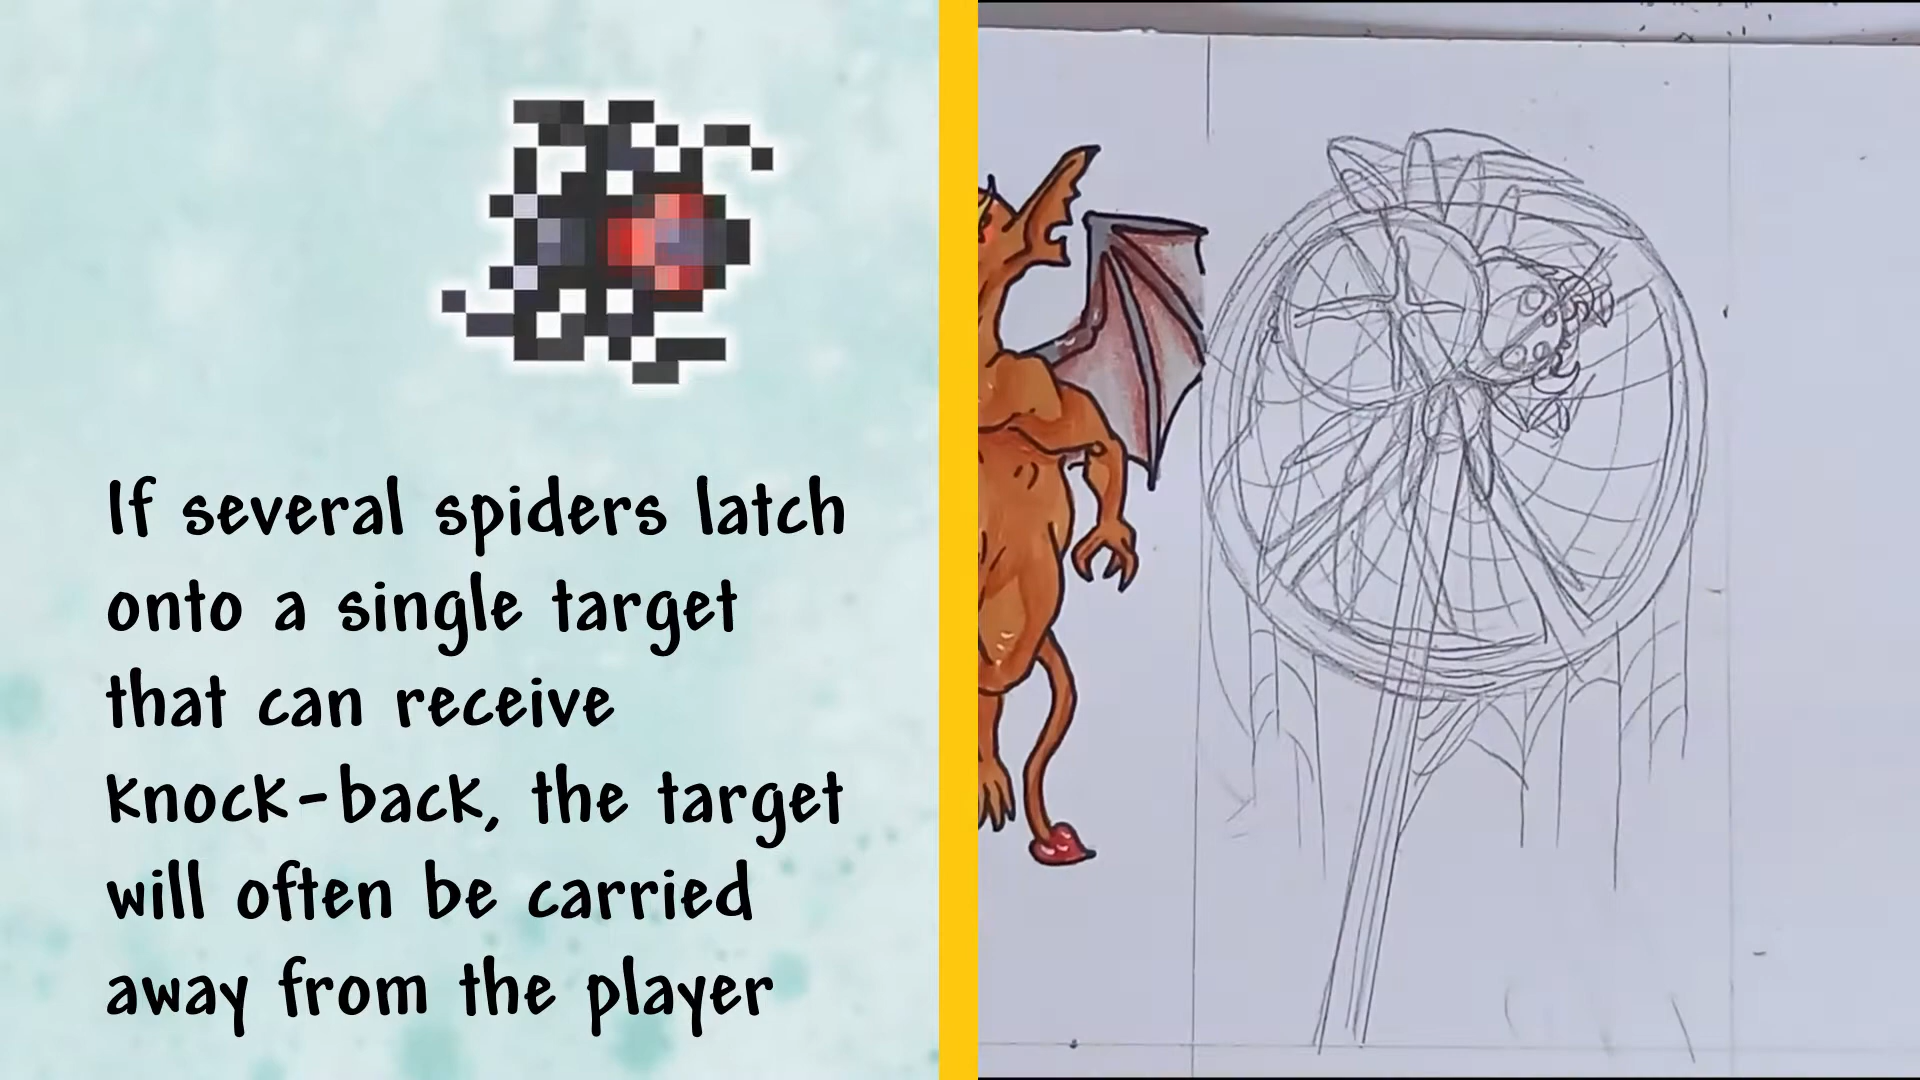 If several spiders latch
onto a single target
that can receive
knock-back, the target
will often be carried
away from the player